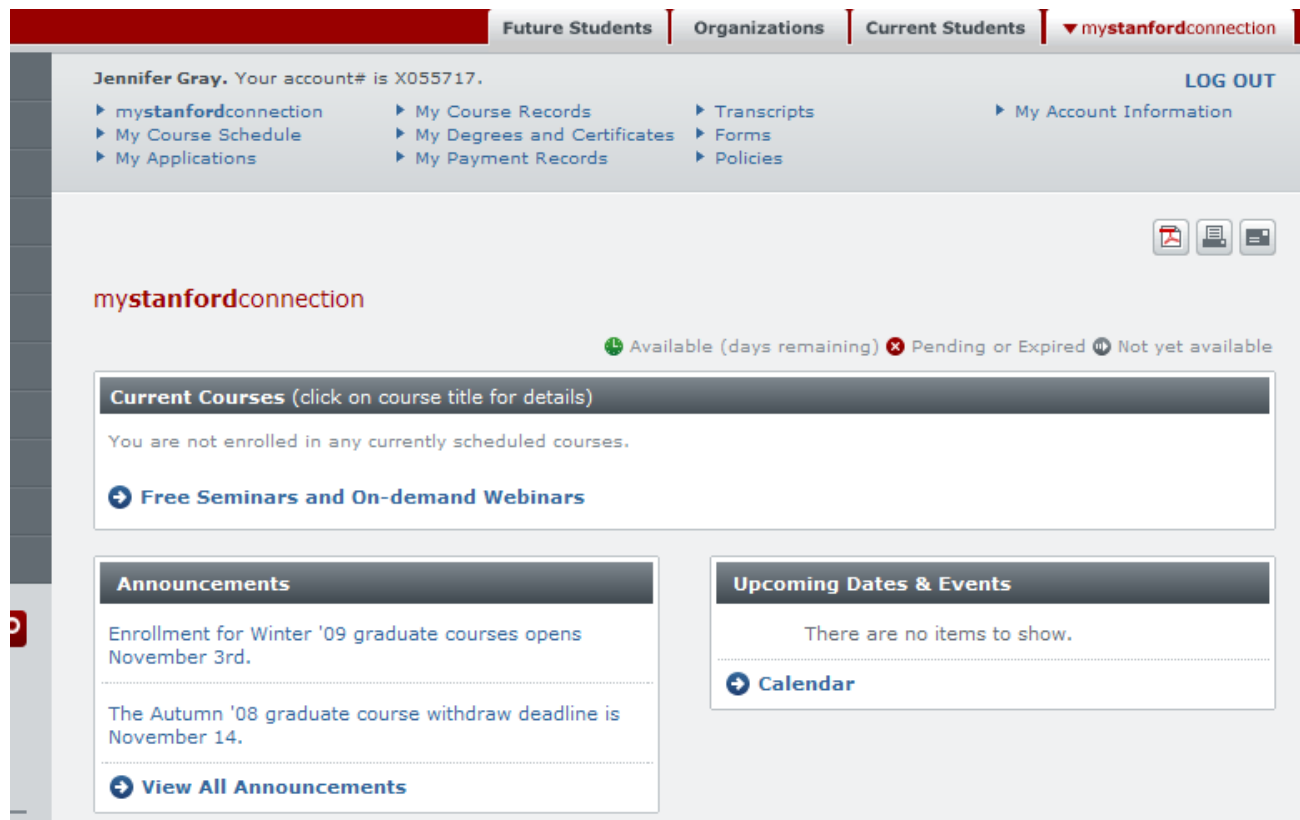 Future Students Organizations Current Students mystanfordconnection
Jennifer Gray. Your account# is X055717. LOG OUT
mystanfordconnection My Course Records Transcripts My Account Information
My Course Schedule My Degrees and Certificates Forms
My Applications My Payment Records Policies
mystanfordconnection
Available (days remaining) Pending or Expired Not yet available
Current Courses (click on course title for details)
You are not enrolled in any currently scheduled courses.
Free Seminars and On-demand Webinars
Announcements
Enrollment for Winter '09 graduate courses opens
November 3rd.
The Autumn '08 graduate course withdraw deadline is
November 14.
View All Announcements
Upcoming Dates & Events
There are no items to show.
Calendar